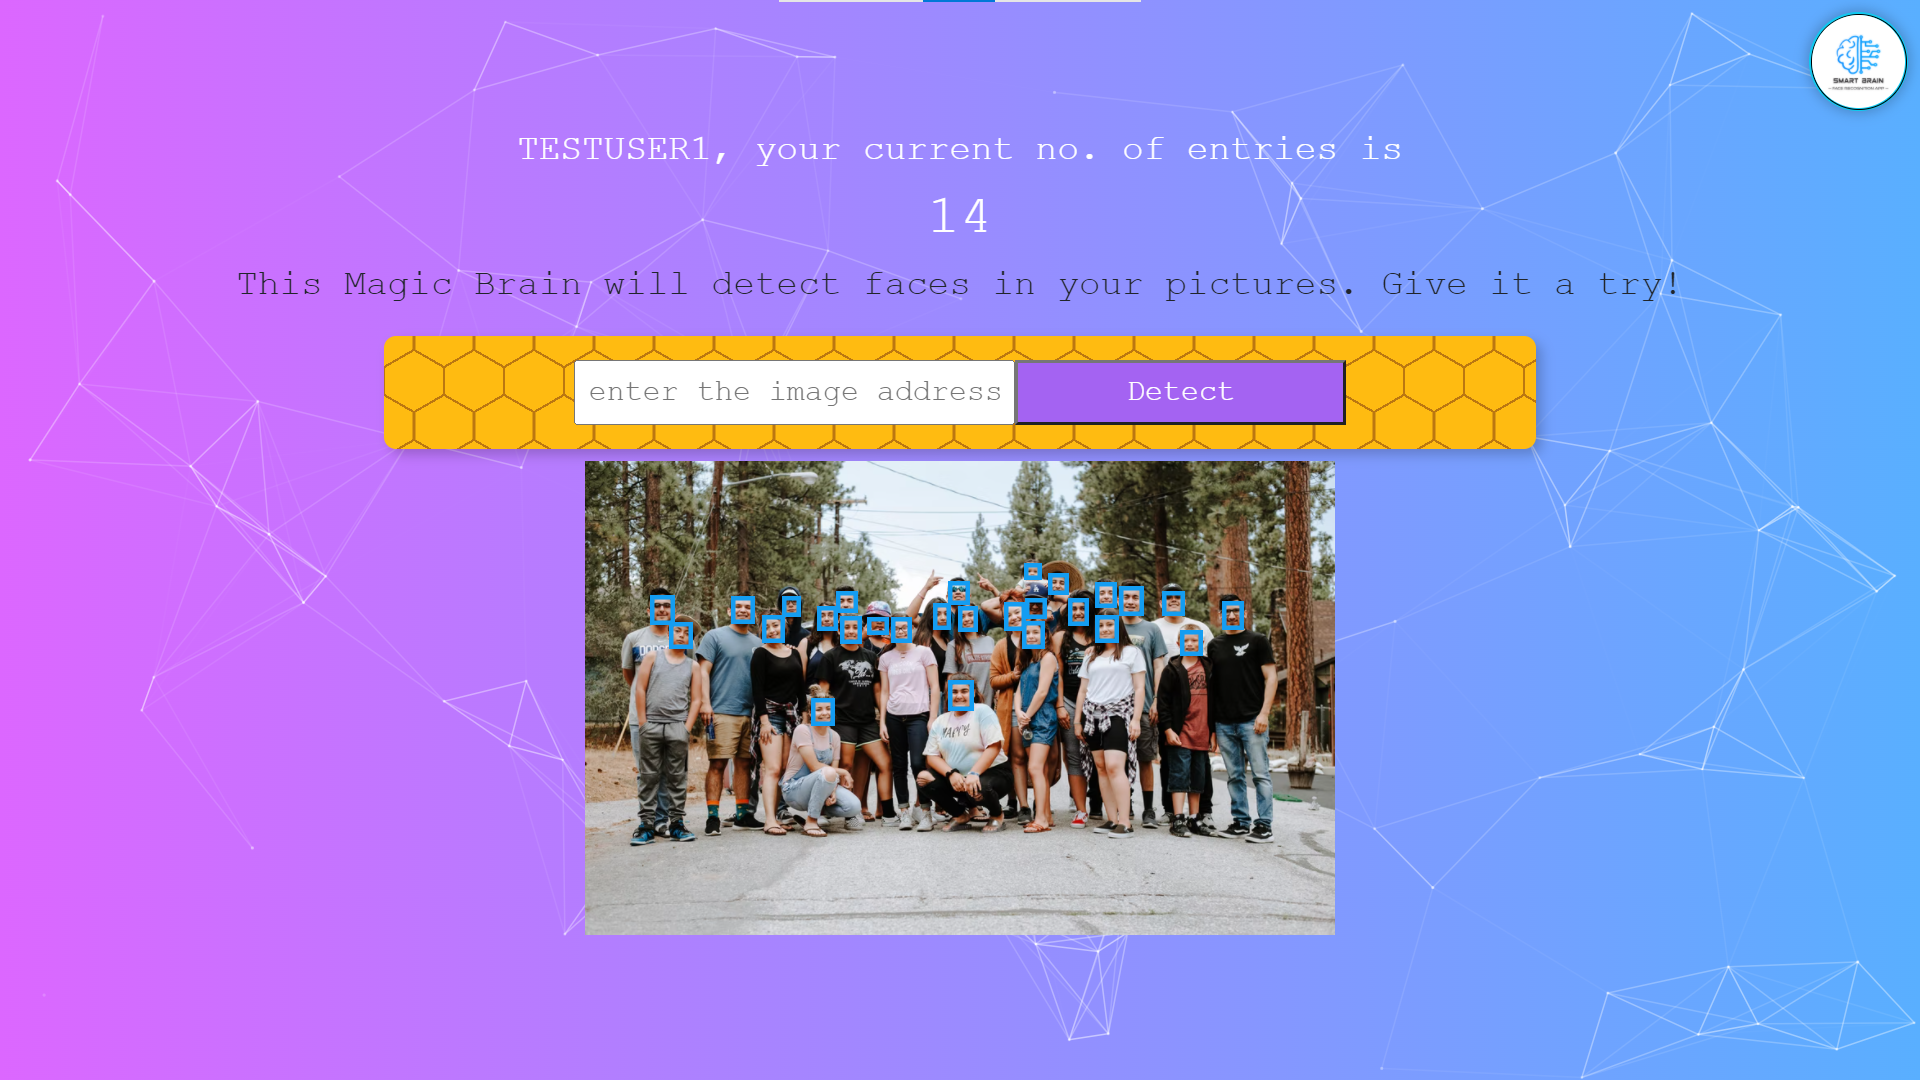 SMART BRAIN
- FACE RECOGNITION APP -
TESTUSER1, your current no. of entries is
14
This Magic Brain will detect faces in your pictures. Give it a try!
enter the image address
Detect